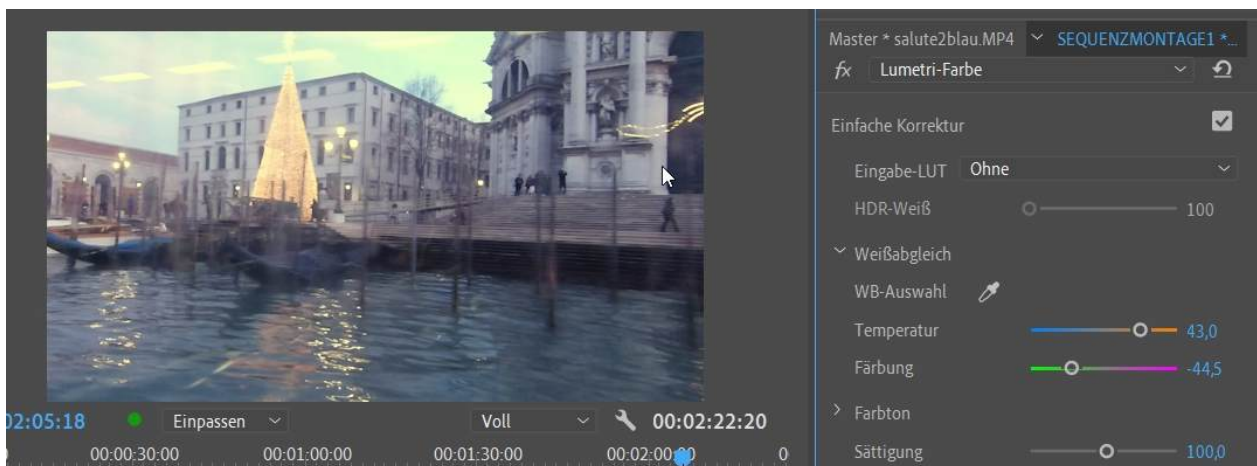 Master * salute2blau.MP4 SEQUENZMONTAGE1 *...
fx Lumetri-Farbe
Einfache Korrektur
Eingabe-LUT Ohne
HDR-Weiß 100
Weißabgleich
WB-Auswahl
Temperatur 43,0
Färbung -44,5
Farbton
Sättigung 100,0
02:05:18 Einpassen Voll 00:02:22:20
00:00:30:00 00:01:00:00 00:01:30:00 00:02:00:00